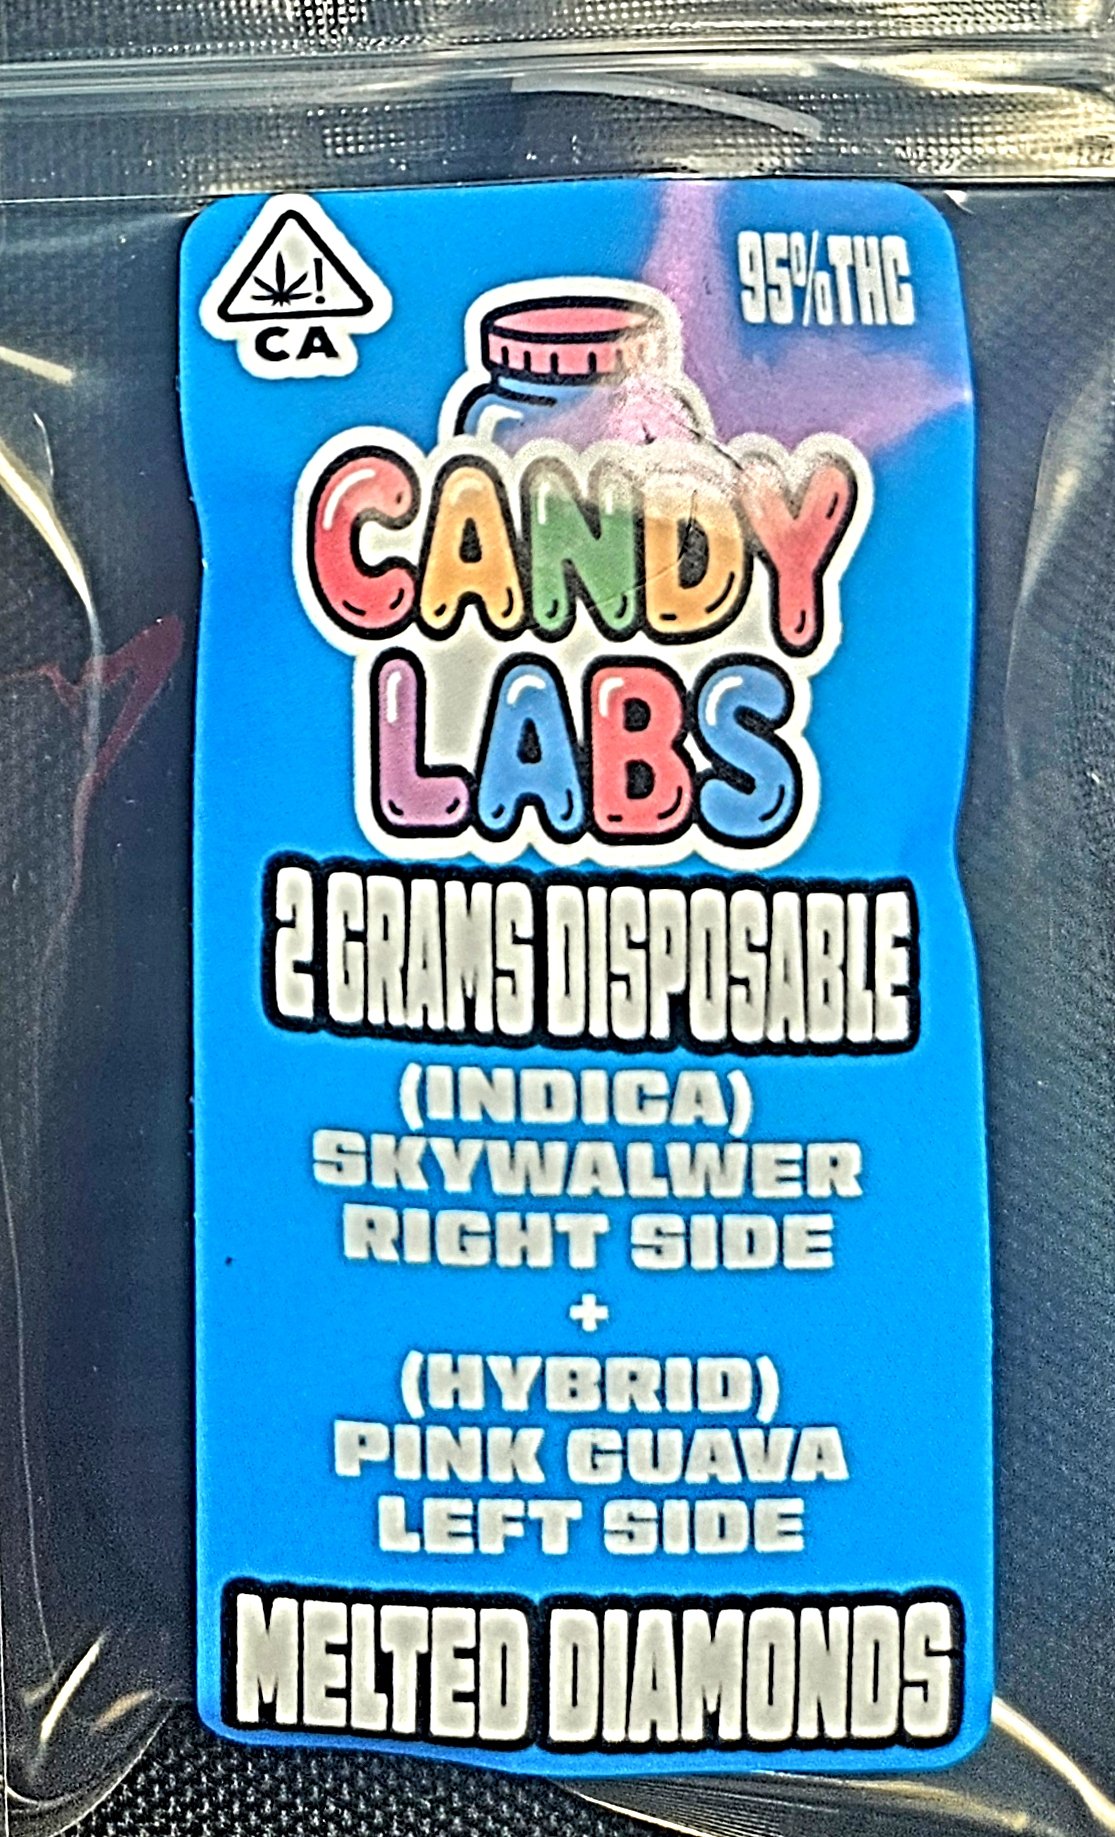 !
CA
95%THC
CANDY
LABS
2 GRAMS DISPOSABLE
(INDICA)
SKYWALWER
RIGHT SIDE
+
(HYBRID)
PINK GUAVA
LEFT SIDE
MELTED DIAMONDS